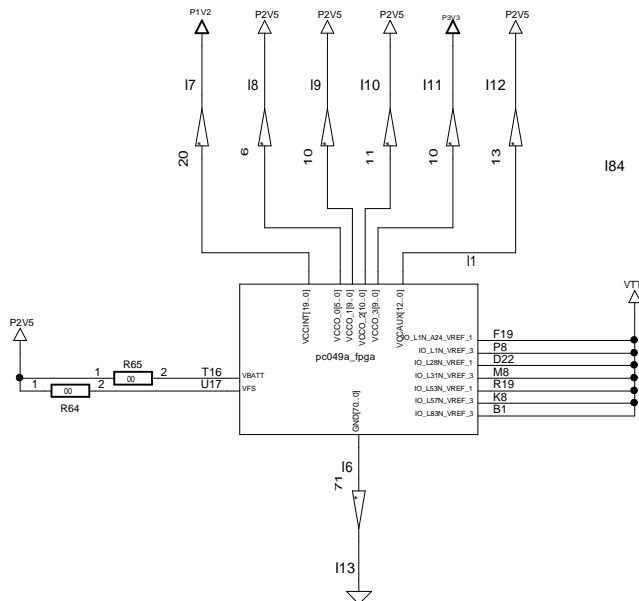 P1V2 P2V5 P2V5 P2V5 P3V3 P2V5
I7 I8 I9 I10 I11 I12
20 6 10 11 10 13
I84
I1
VTT
VCCINT[19..0] VCCO_0[5..0] VCCO_1[9..0] VCCO_2[10..0] VCCO_3[9..0] VCCAUX[12..0]
P2V5
IO_L1N_A24_VREF_1 F19
IO_L1N_VREF_3 P8
pc049a_fpga
IO_L28N_VREF_1 D22
R65
1 00 2 T16 VBATT
IO_L31N_VREF_3 M8
1 00 2 U17 VFS
IO_L53N_VREF_1 R19
R64
IO_L57N_VREF_3 K8
IO_L83N_VREF_3 B1
GND[70..0]
I6
71
I13